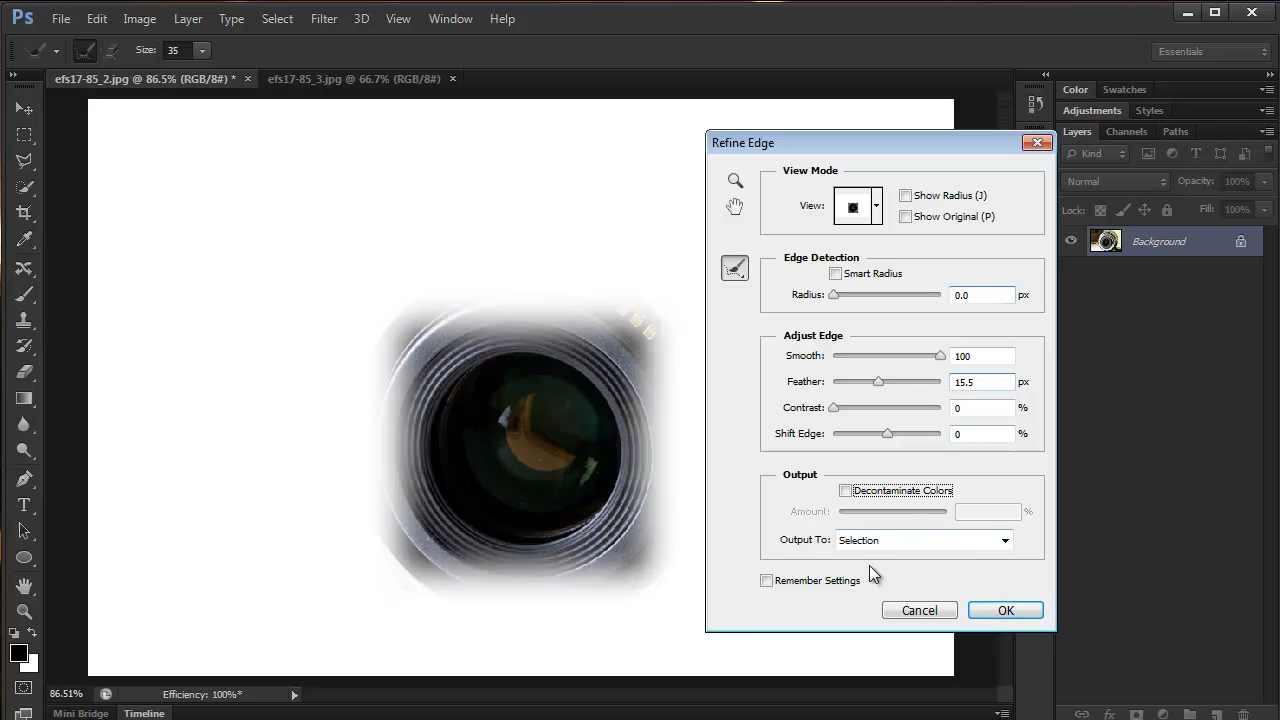 Ps File Edit Image Layer Type Select Filter 3D View Window Help
Size: 35
Essentials
efs17-85_2.jpg @ 86.5% (RGB/8#) * × efs17-85_3.jpg @ 66.7% (RGB/8#) ×
Color Swatches
Adjustments Styles
Layers Channels Paths
Kind
Normal Opacity: 100%
Lock: Fill: 100%
Background
Refine Edge
View Mode
View:
Show Radius (J)
Show Original (P)
Edge Detection
Smart Radius
Radius: 0.0 px
Adjust Edge
Smooth: 100
Feather: 15.5 px
Contrast: 0 %
Shift Edge: 0 %
Output
Decontaminate Colors
Amount: %
Output To: Selection
Remember Settings
Cancel OK
86.51% Efficiency: 100%*
Mini Bridge Timeline
fx